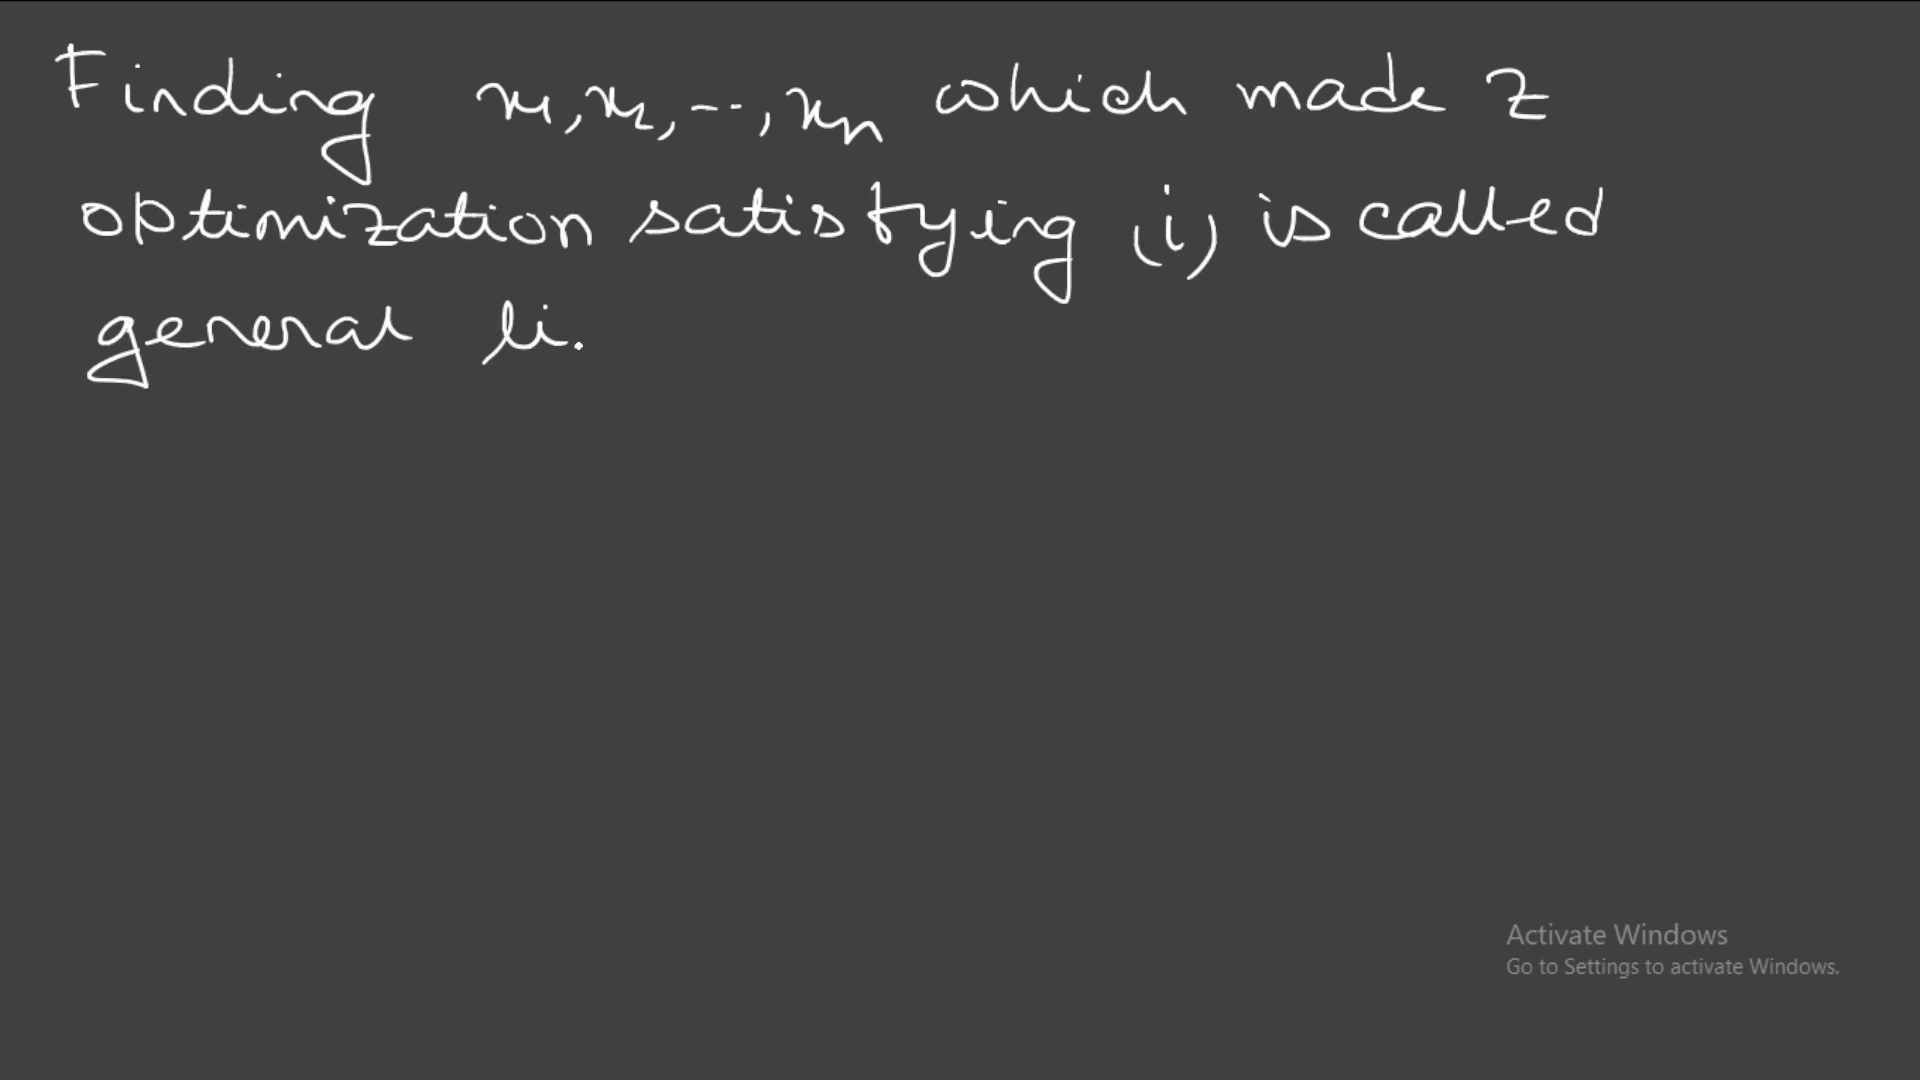 Finding x1, x2, --, xn which made z
optimization satisfying (i) is called
general li.
Activate Windows
Go to Settings to activate Windows.